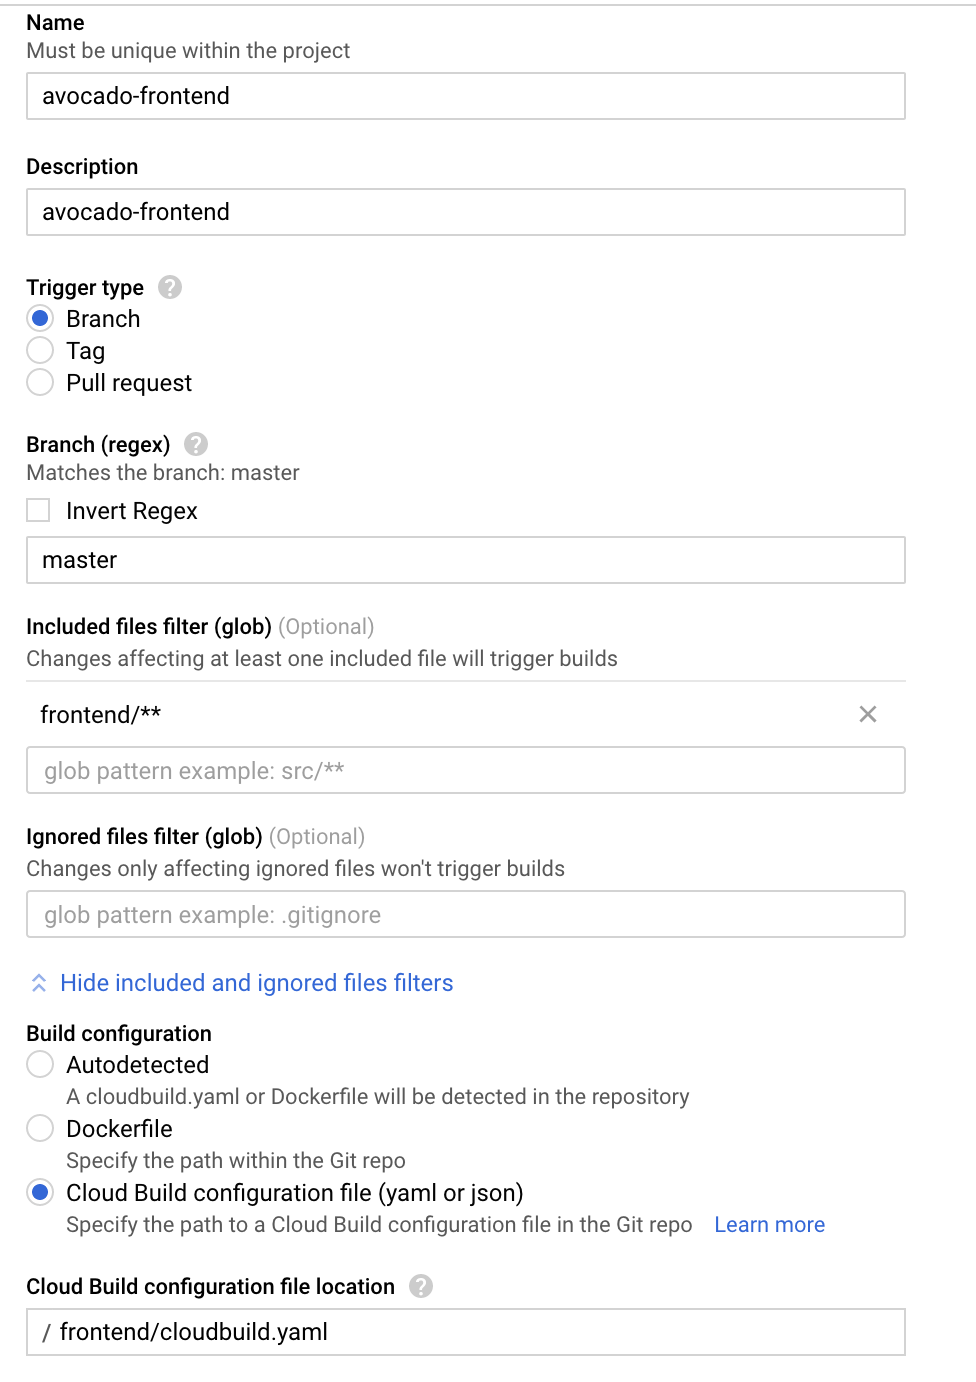 Name
Must be unique within the project
avocado-frontend
Description
avocado-frontend
Trigger type ?
Branch
Tag
Pull request
Branch (regex) ?
Matches the branch: master
Invert Regex
master
Included files filter (glob) (Optional)
Changes affecting at least one included file will trigger builds
frontend/**
glob pattern example: src/**
Ignored files filter (glob) (Optional)
Changes only affecting ignored files won't trigger builds
glob pattern example: .gitignore
Hide included and ignored files filters
Build configuration
Autodetected
A cloudbuild.yaml or Dockerfile will be detected in the repository
Dockerfile
Specify the path within the Git repo
Cloud Build configuration file (yaml or json)
Specify the path to a Cloud Build configuration file in the Git repo Learn more
Cloud Build configuration file location ?
/ frontend/cloudbuild.yaml